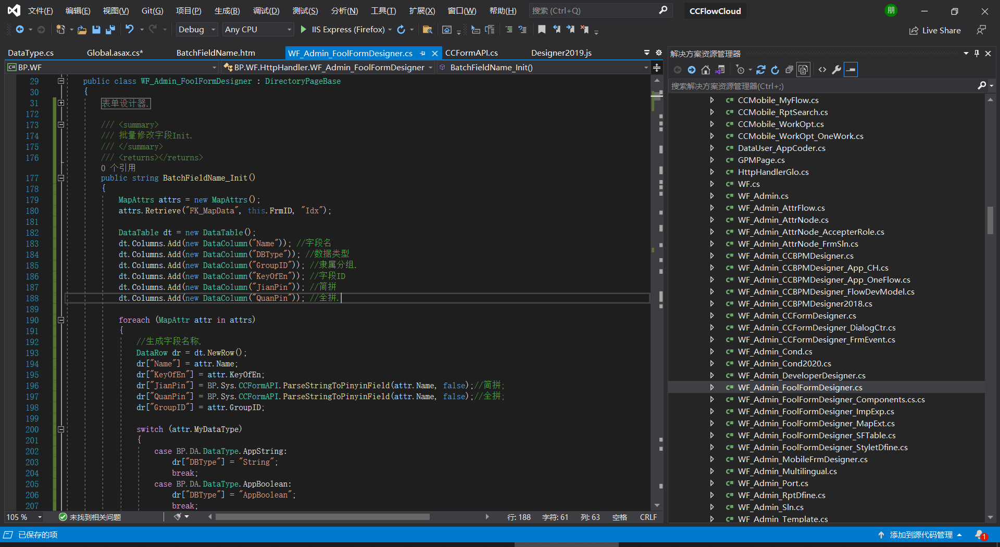 文件(F) 编辑(E) 视图(V) Git(G) 项目(P) 生成(B) 调试(D) 测试(S) 分析(N) 工具(T) 扩展(X) 窗口(W) 帮助(H) 搜索 (Ctrl+Q) CCFlowCloud 朋
Debug Any CPU IIS Express (Firefox) Live Share
DataType.cs Global.asax.cs* BatchFieldName.htm WF_Admin_FoolFormDesigner.cs CCFormAPI.cs Designer2019.js
BP.WF BP.WF.HttpHandler.WF_Admin_FoolFormDesigner BatchFieldName_Init()
29 public class WF_Admin_FoolFormDesigner : DirectoryPageBase
30 {
31 表单设计器.
172
173 /// <summary>
174 /// 批量修改字段Init.
175 /// </summary>
176 /// <returns></returns>
0 个引用
177 public string BatchFieldName_Init()
178 {
179 MapAttrs attrs = new MapAttrs();
180 attrs.Retrieve("FK_MapData", this.FrmID, "Idx");
181
182 DataTable dt = new DataTable();
183 dt.Columns.Add(new DataColumn("Name")); //字段名
184 dt.Columns.Add(new DataColumn("DBType")); //数据类型
185 dt.Columns.Add(new DataColumn("GroupID")); //隶属分组.
186 dt.Columns.Add(new DataColumn("KeyOfEn")); //字段ID
187 dt.Columns.Add(new DataColumn("JianPin")); //简拼
188 dt.Columns.Add(new DataColumn("QuanPin")); //全拼.
189
190 foreach (MapAttr attr in attrs)
191 {
192 //生成字段名称.
193 DataRow dr = dt.NewRow();
194 dr["Name"] = attr.Name;
195 dr["KeyOfEn"] = attr.KeyOfEn;
196 dr["JianPin"] = BP.Sys.CCFormAPI.ParseStringToPinyinField(attr.Name, false);//简拼;
197 dr["QuanPin"] = BP.Sys.CCFormAPI.ParseStringToPinyinField(attr.Name, false);//全拼;
198 dr["GroupID"] = attr.GroupID;
199
200 switch (attr.MyDataType)
201 {
202 case BP.DA.DataType.AppString:
203 dr["DBType"] = "String";
204 break;
205 case BP.DA.DataType.AppBoolean:
206 dr["DBType"] = "AppBoolean";
207 break;
105 % 未找到相关问题 行: 188 字符: 61 列: 63 空格 CRLF
解决方案资源管理器
搜索解决方案资源管理器(Ctrl+;)
C# CCMobile_MyFlow.cs
C# CCMobile_RptSearch.cs
C# CCMobile_WorkOpt.cs
C# CCMobile_WorkOpt_OneWork.cs
C# DataUser_AppCoder.cs
C# GPMPage.cs
C# HttpHandlerGlo.cs
C# WF.cs
C# WF_Admin.cs
C# WF_Admin_AttrFlow.cs
C# WF_Admin_AttrNode.cs
C# WF_Admin_AttrNode_AccepterRole.cs
C# WF_Admin_AttrNode_FrmSln.cs
C# WF_Admin_CCBPMDesigner.cs
C# WF_Admin_CCBPMDesigner_App_CH.cs
C# WF_Admin_CCBPMDesigner_App_OneFlow.cs
C# WF_Admin_CCBPMDesigner_FlowDevModel.cs
C# WF_Admin_CCBPMDesigner2018.cs
C# WF_Admin_CCFormDesigner.cs
C# WF_Admin_CCFormDesigner_DialogCtr.cs
C# WF_Admin_CCFormDesigner_FrmEvent.cs
C# WF_Admin_Cond.cs
C# WF_Admin_Cond2020.cs
C# WF_Admin_DeveloperDesigner.cs
C# WF_Admin_FoolFormDesigner.cs
C# WF_Admin_FoolFormDesigner_Components.cs.cs
C# WF_Admin_FoolFormDesigner_ImpExp.cs
C# WF_Admin_FoolFormDesigner_MapExt.cs
C# WF_Admin_FoolFormDesigner_SFTable.cs
C# WF_Admin_FoolFormDesigner_StyletDfine.cs
C# WF_Admin_MobileFrmDesigner.cs
C# WF_Admin_Multilingual.cs
C# WF_Admin_Port.cs
C# WF_Admin_RptDfine.cs
C# WF_Admin_Sln.cs
C# WF_Admin_Template.cs
已保存的项 添加到源代码管理 1